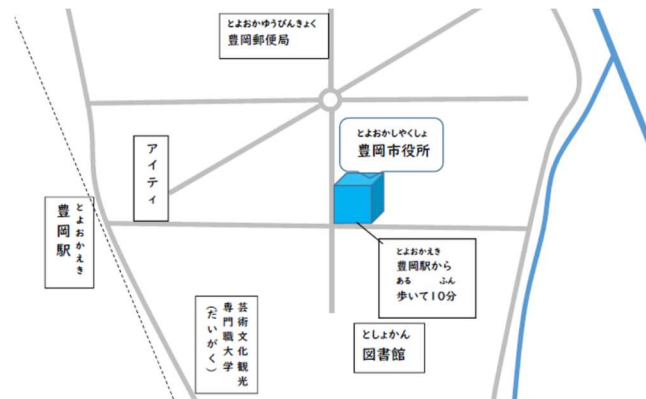 とよおかゆうびんきょく
豊岡郵便局
とよおかしやくしょ
豊岡市役所
アイティ
とよおかえき
豊岡駅
とよおかえき
豊岡駅から
ある ふん
歩いて10分
芸術文化観光
専門職大学
(だいがく)
としょかん
図書館